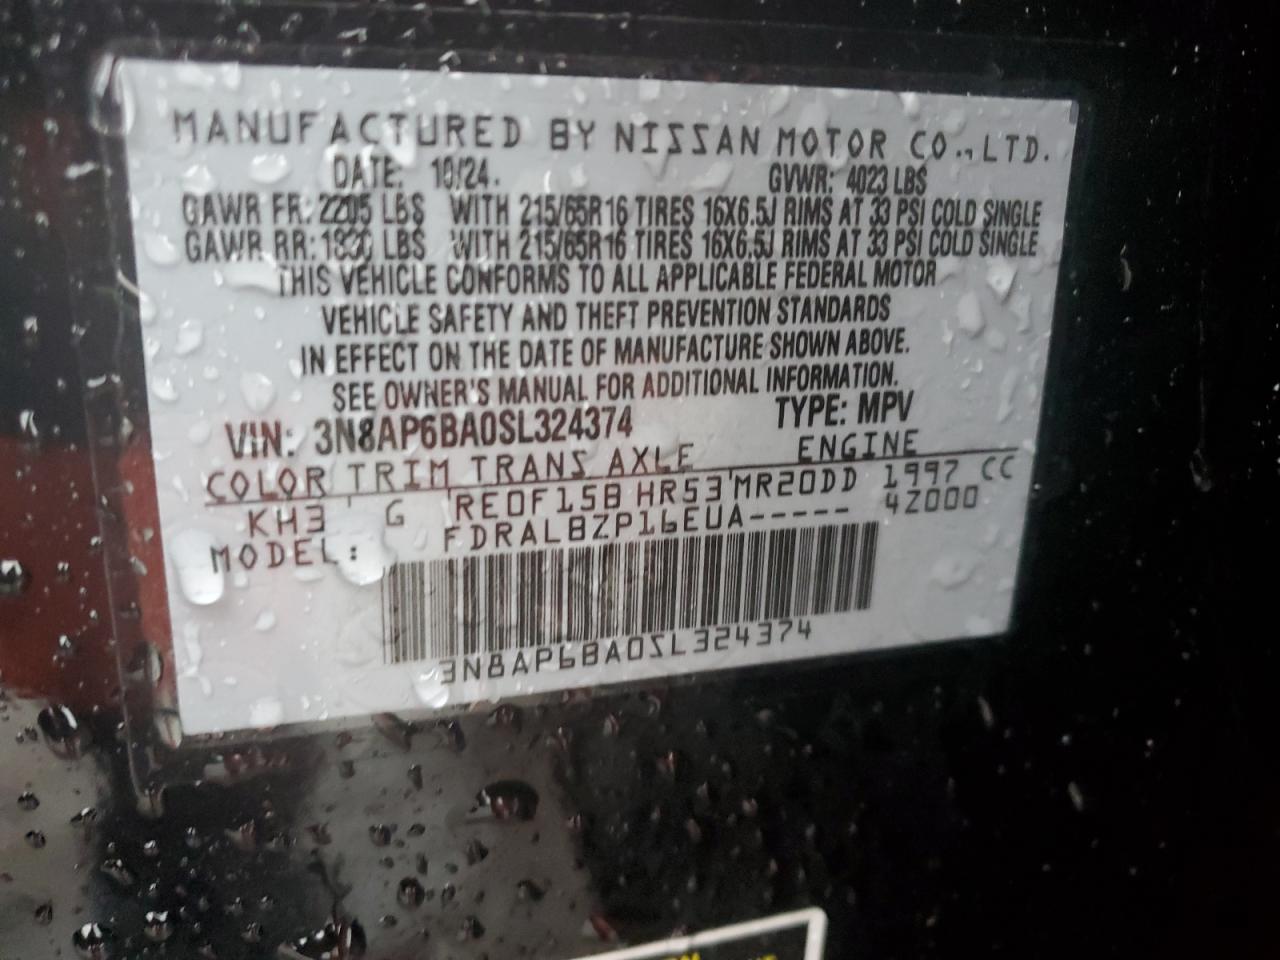 MANUFACTURED BY NISSAN MOTOR CO.,LTD.
DATE: 10/24. GVWR: 4023 LBS
GAWR FR: 2205 LBS WITH 215/65R16 TIRES 16X6.5J RIMS AT 33 PSI COLD SINGLE
GAWR RR: LBS WITH 215/65R16 TIRES 16X6.5J RIMS AT 33 PSI COLD SINGLE
THIS VEHICLE CONFORMS TO ALL APPLICABLE FEDERAL MOTOR
VEHICLE SAFETY AND THEFT PREVENTION STANDARDS
IN EFFECT ON THE DATE OF MANUFACTURE SHOWN ABOVE.
SEE OWNER'S MANUAL FOR ADDITIONAL INFORMATION.
VIN: 3N8AP6BA0SL324374 TYPE: MPV
COLOR TRIM TRANS AXLE ENGINE
KH3 G RE0F15B HR53 MR20DD 1997 CC
MODEL: FDRALBZP16EUA----- 4Z000
3N8AP6BA0SL324374